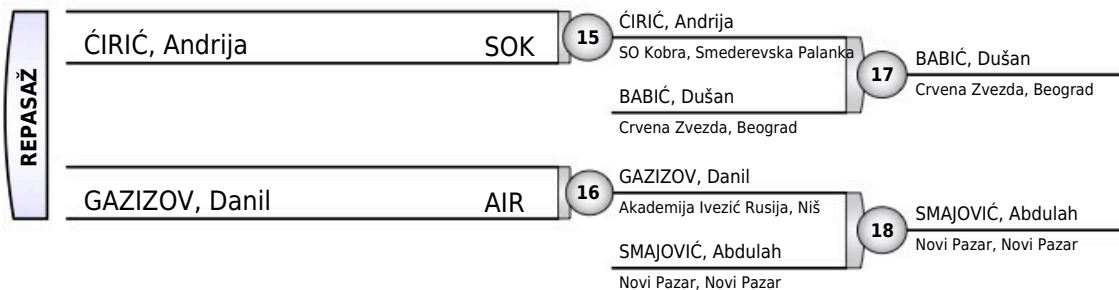 REPASAŽ
ĆIRIĆ, Andrija SOK
15
ĆIRIĆ, Andrija
SO Kobra, Smederevska Palanka
BABIĆ, Dušan
Crvena Zvezda, Beograd
17
BABIĆ, Dušan
Crvena Zvezda, Beograd
GAZIZOV, Danil AIR
16
GAZIZOV, Danil
Akademija Ivezić Rusija, Niš
SMAJOVIĆ, Abdulah
Novi Pazar, Novi Pazar
18
SMAJOVIĆ, Abdulah
Novi Pazar, Novi Pazar